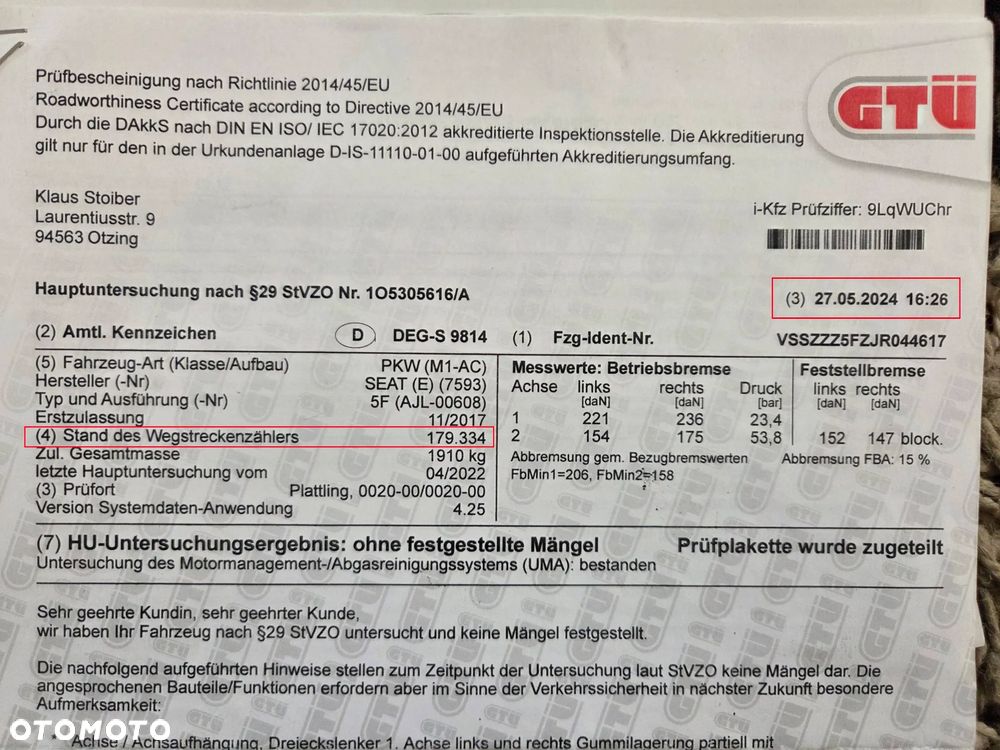 Prüfbescheinigung nach Richtlinie 2014/45/EU
Roadworthiness Certificate according to Directive 2014/45/EU
Durch die DAkkS nach DIN EN ISO/ IEC 17020:2012 akkreditierte Inspektionsstelle. Die Akkreditierung
gilt nur für den in der Urkundenanlage D-IS-11110-01-00 aufgeführten Akkreditierungsumfang.
GTÜ
Klaus Stoiber
Laurentiusstr. 9
94563 Otzing
i-Kfz Prüfziffer: 9LqWUChr
Hauptuntersuchung nach §29 StVZO Nr. 1O5305616/A
(3) 27.05.2024 16:26
(2) Amtl. Kennzeichen D DEG-S 9814 (1) Fzg-Ident-Nr. VSSZZZ5FZJR044617
(5) Fahrzeug-Art (Klasse/Aufbau) PKW (M1-AC)
Hersteller (-Nr) SEAT (E) (7593)
Typ und Ausführung (-Nr) 5F (AJL-00608)
Erstzulassung 11/2017
(4) Stand des Wegstreckenzählers 179.334
Zul. Gesamtmasse 1910 kg
letzte Hauptuntersuchung vom 04/2022
(3) Prüfort Plattling, 0020-00/0020-00
Version Systemdaten-Anwendung 4.25
Messwerte: Betriebsbremse
Achse links rechts Druck
[daN] [daN] [bar]
1 221 236 23,4
2 154 175 53,8
Abbremsung gem. Bezugbremswerten
FbMin1=206, FbMin2=158
Feststellbremse
links rechts
[daN] [daN]
152 147 block.
Abbremsung FBA: 15 %
(7) HU-Untersuchungsergebnis: ohne festgestellte Mängel Prüfplakette wurde zugeteilt
Untersuchung des Motormanagement-/Abgasreinigungssystems (UMA): bestanden
Sehr geehrte Kundin, sehr geehrter Kunde,
wir haben Ihr Fahrzeug nach §29 StVZO untersucht und keine Mängel festgestellt.
Die nachfolgend aufgeführten Hinweise stellen zum Zeitpunkt der Untersuchung laut StVZO keine Mängel dar. Die
angesprochenen Bauteile/Funktionen erfordern aber im Sinne der Verkehrssicherheit in nächster Zukunft besondere
Aufmerksamkeit:
* Achse / Achsaufhängung, Dreieckslenker 1. Achse links und rechts Gummilagerung partiell mit
OTOMOTO